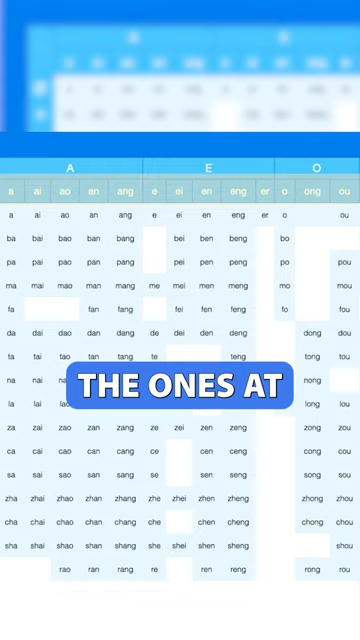 A E O
a ai ao an ang e ei en eng er o ong ou
a ai ao an ang e ei en eng er o ou
ba bai bao ban bang bei ben beng bo
pa pai pao pan pang pei pen peng po pou
ma mai mao man mang me mei men meng mo mou
fa fan fang fei fen feng fo fou
da dai dao dan dang de dei den deng dong dou
ta tai tao tan tang te teng tong tou
na nai nong
THE ONES AT
la lai long lou
za zai zao zan zang ze zei zen zeng zong zou
ca cai cao can cang ce cen ceng cong cou
sa sai sao san sang se sen seng song sou
zha zhai zhao zhan zhang zhe zhei zhen zheng zhong zhou
cha chai chao chan chang che chen cheng chong chou
sha shai shao shan shang she shei shen sheng shou
rao ran rang re ren reng rong rou